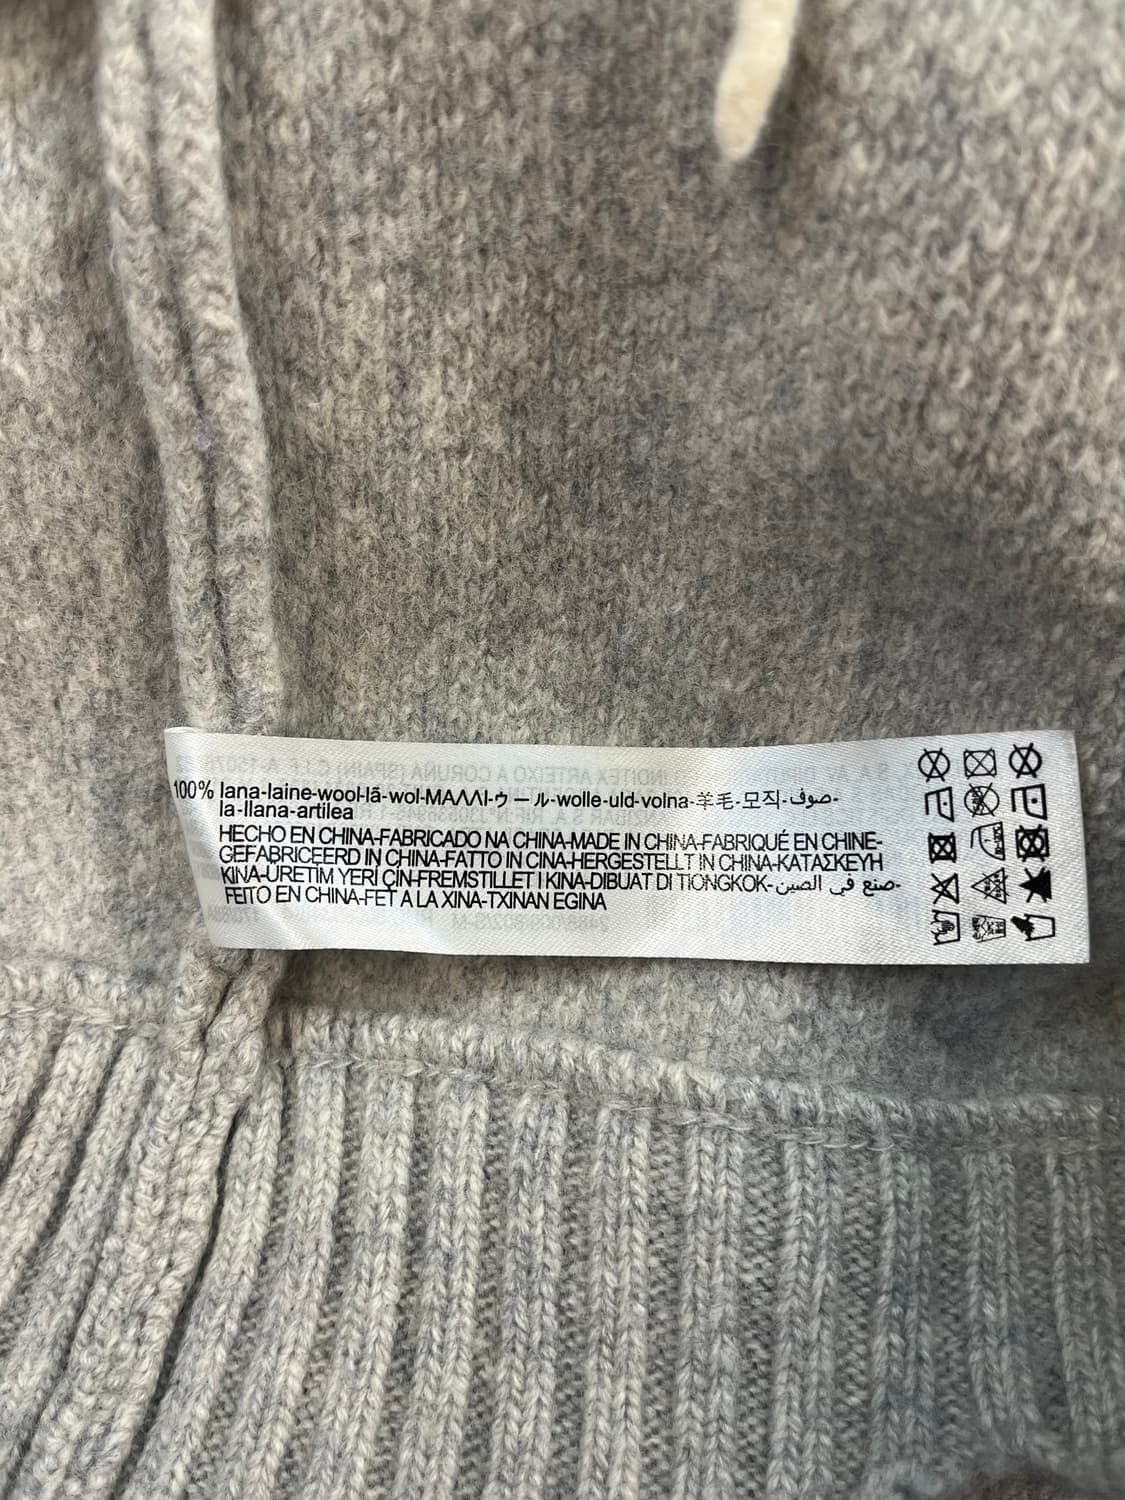 100% lana-laine-wool-lã-wol-ΜΑΛΛΙ-ウール-wolle-uld-volna-羊毛-모직-صوف-
la-llana-artilea
HECHO EN CHINA-FABRICADO NA CHINA-MADE IN CHINA-FABRIQUÉ EN CHINE-
GEFABRICEERD IN CHINA-FATTO IN CINA-HERGESTELLT IN CHINA-ΚΑΤΑΣΚΕΥΗ
ΚΙΝΑ-ÜRETİM YERİ ÇİN-FREMSTILLET I KINA-DIBUAT DI TIONGKOK-صنع في الصين-
FEITO EN CHINA-FET A LA XINA-TXINAN EGINA